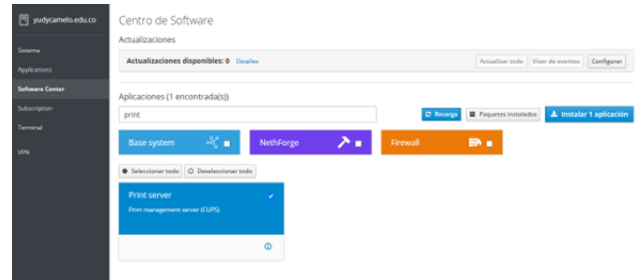 yudycamelo.edu.co
Sistema
Applications
Software Center
Subscription
Terminal
VPN
Centro de Software
Actualizaciones
Actualizaciones disponibles: 0 Detalles
Actualizar todo Visor de eventos Configurar
Aplicaciones (1 encontrada(s))
print
Recarga Paquetes instalados Instalar 1 aplicación
Base system NethForge Firewall
Seleccionar todo Deseleccionar todo
Print server
Print management server (CUPS)